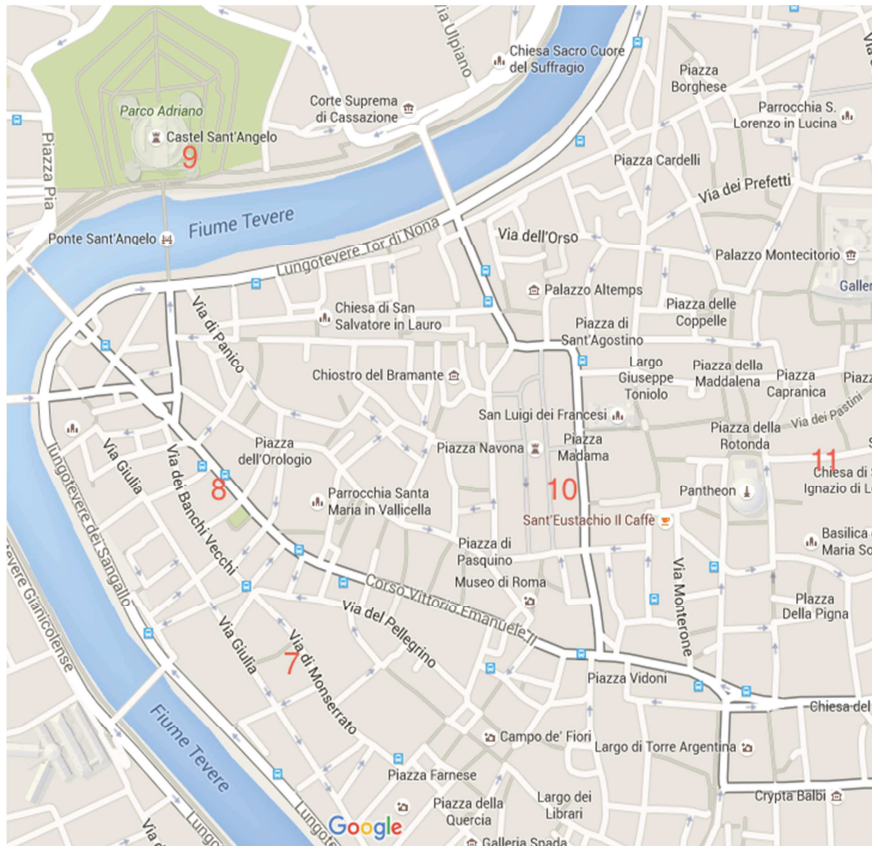 Via Ulpiano
Chiesa Sacro Cuore
del Suffragio
Piazza
Borghese
Corte Suprema
di Cassazione
Parco Adriano
Castel Sant'Angelo
9
Parrocchia S.
Lorenzo in Lucina
Piazza Pia
Piazza Cardelli
Via dei Prefetti
Fiume Tevere
Ponte Sant'Angelo
Lungotevere Tor di Nona
Via dell'Orso
Palazzo Montecitorio
Galler
Palazzo Altemps
Chiesa di San
Salvatore in Lauro
Via di Panico
Piazza delle
Coppelle
Piazza di
Sant'Agostino
Largo
Giuseppe
Toniolo
Piazza della
Maddalena
Piazza
Capranica
Piaz
Chiostro del Bramante
San Luigi dei Francesi
Via dei Pastini
Piazza della
Rotonda
Piazza
dell'Orologio
Piazza Navona
Piazza
Madama
Via Giulia
Via dei Banchi Vecchi
8
10
11
S
Chiesa di S
Ignazio di L
Pantheon
Parrocchia Santa
Maria in Vallicella
Sant'Eustachio Il Caffè
lungotevere dei Sangallo
Basilica
Maria So
Piazza di
Pasquino
Museo di Roma
Via Monterone
Corso Vittorio Emanuele II
Via del Pellegrino
PIazza
Della Pigna
Tevere Gianicolense
Via Giulia
Via di Monserrato
7
Piazza Vidoni
Chiesa del
Fiume Tevere
Campo de' Fiori
Largo di Torre Argentina
Piazza Farnese
Crypta Balbi
Piazza della
Quercia
Largo dei
Librari
Google
Galleria Spada
Via d
Lungo
Lungote